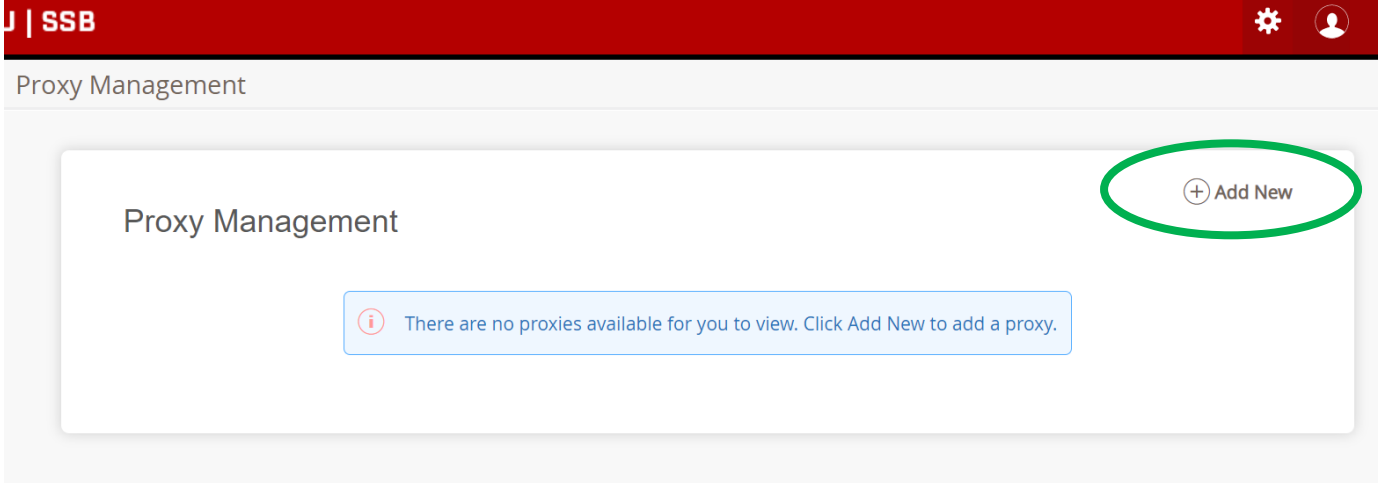 | SSB
Proxy Management
Add New
Proxy Management
There are no proxies available for you to view. Click Add New to add a proxy.